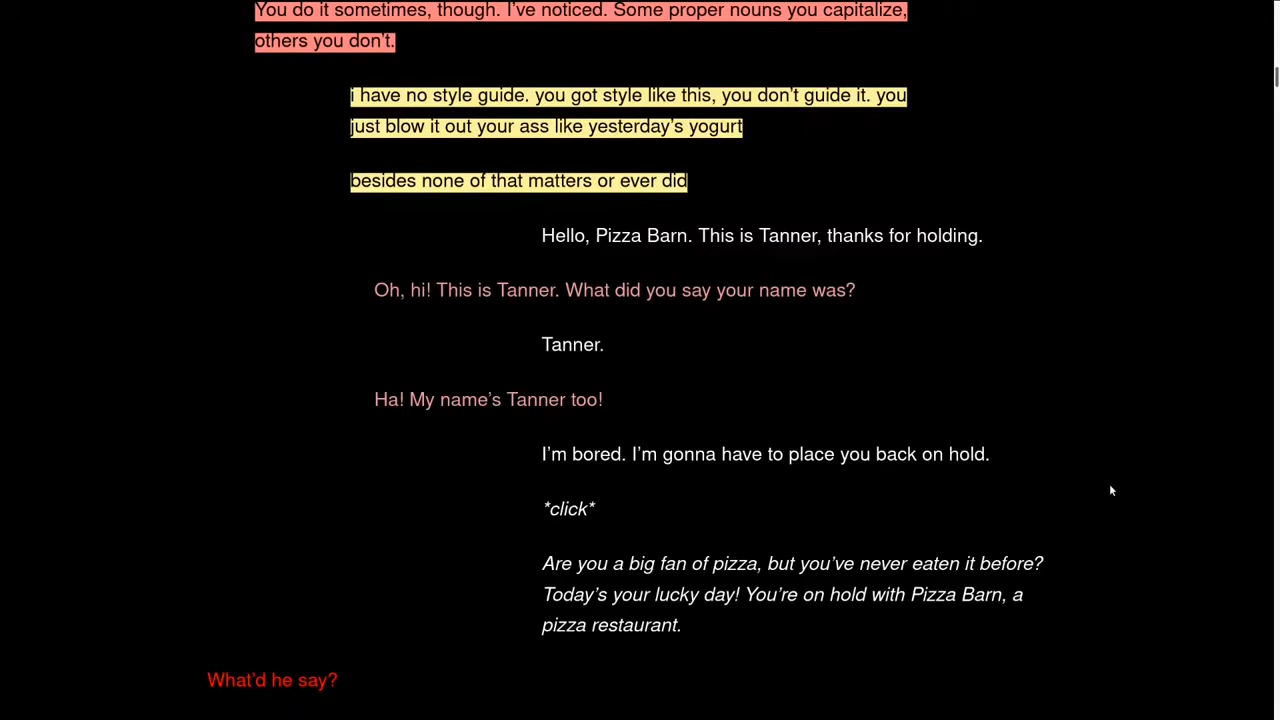 You do it sometimes, though. I’ve noticed. Some proper nouns you capitalize,
others you don’t.
i have no style guide. you got style like this, you don’t guide it. you
just blow it out your ass like yesterday’s yogurt
besides none of that matters or ever did
Hello, Pizza Barn. This is Tanner, thanks for holding.
Oh, hi! This is Tanner. What did you say your name was?
Tanner.
Ha! My name’s Tanner too!
I’m bored. I’m gonna have to place you back on hold.
*click*
Are you a big fan of pizza, but you’ve never eaten it before?
Today’s your lucky day! You’re on hold with Pizza Barn, a
pizza restaurant.
What’d he say?